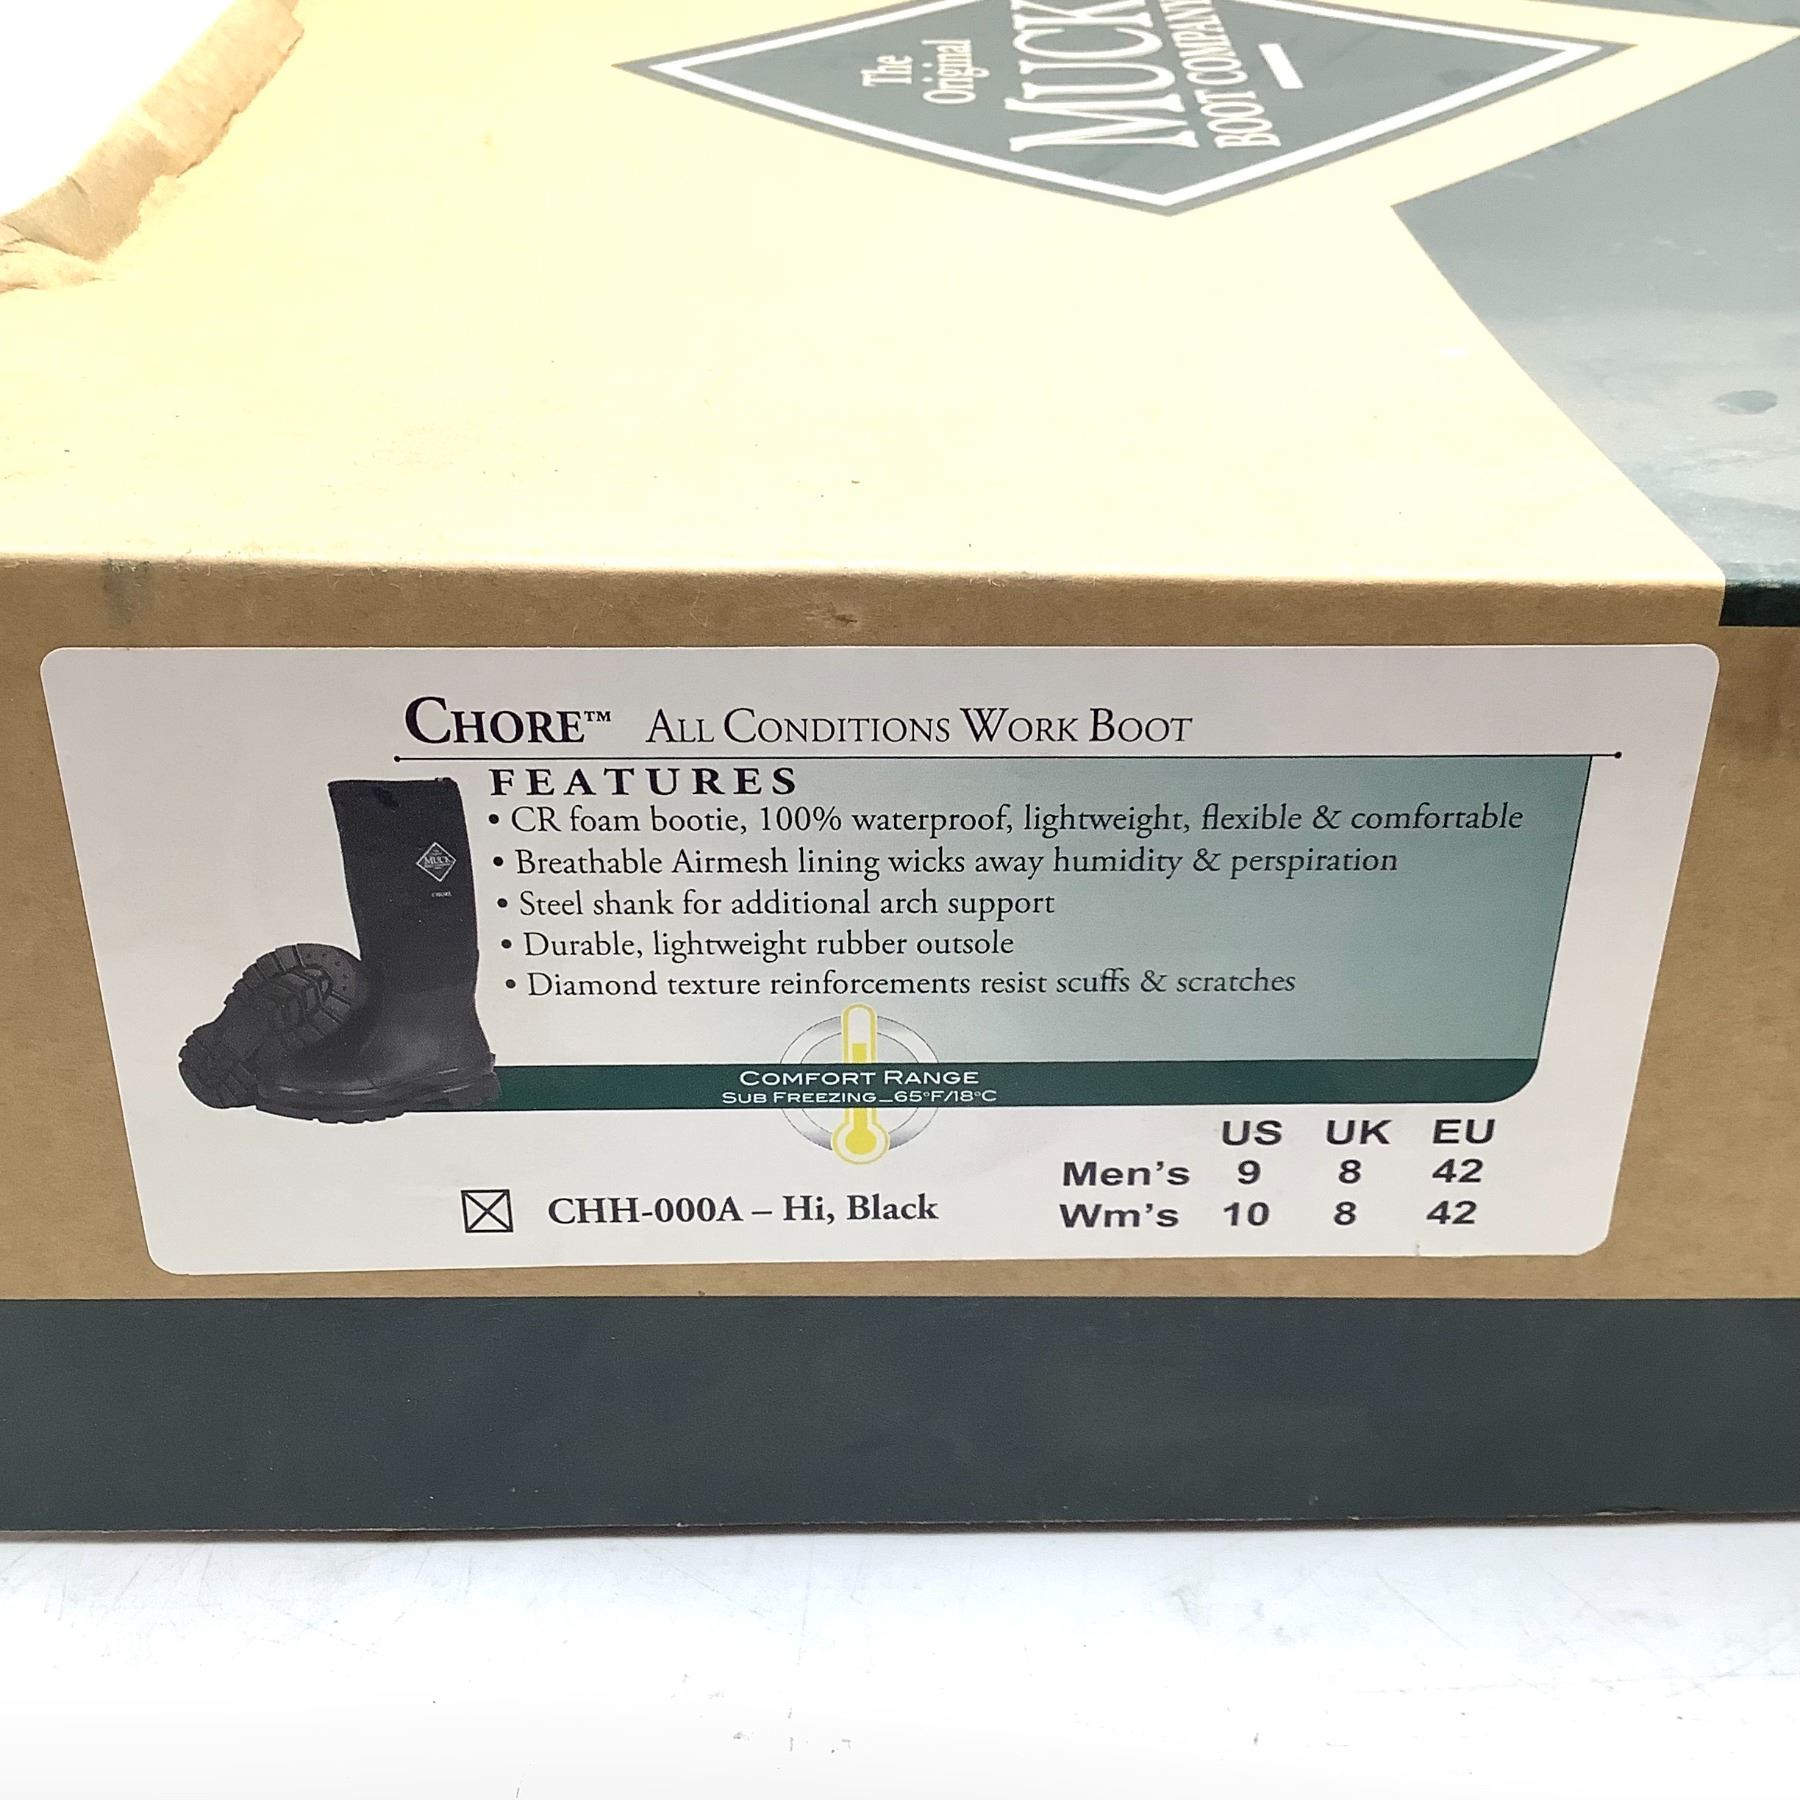 The
Original
MUCK
BOOT COMPANY
CHORE™ ALL CONDITIONS WORK BOOT
FEATURES
• CR foam bootie, 100% waterproof, lightweight, flexible & comfortable
• Breathable Airmesh lining wicks away humidity & perspiration
• Steel shank for additional arch support
• Durable, lightweight rubber outsole
• Diamond texture reinforcements resist scuffs & scratches
MUCK
CHORE
COMFORT RANGE
SUB FREEZING_65°F/18°C
US UK EU
Men's 9 8 42
Wm's 10 8 42
CHH-000A – Hi, Black